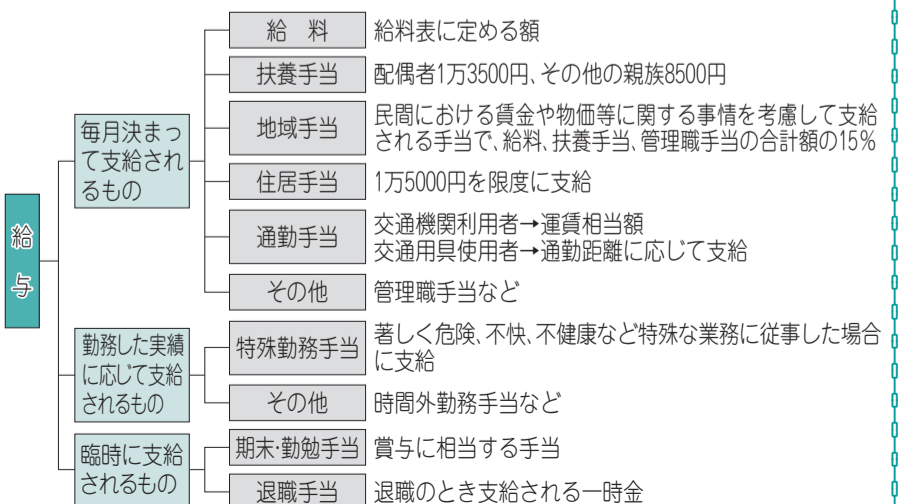 給与
毎月決まっ
て支給され
るもの
給料
給料表に定める額
扶養手当
配偶者1万3500円、その他の親族8500円
地域手当
民間における賃金や物価等に関する事情を考慮して支給
される手当で、給料、扶養手当、管理職手当の合計額の15%
住居手当
1万5000円を限度に支給
通勤手当
交通機関利用者→運賃相当額
交通用具使用者→通勤距離に応じて支給
その他
管理職手当など
勤務した実績
に応じて支給
されるもの
特殊勤務手当
著しく危険、不快、不健康など特殊な業務に従事した場合
に支給
その他
時間外勤務手当など
臨時に支給
されるもの
期末・勤勉手当
賞与に相当する手当
退職手当
退職のとき支給される一時金